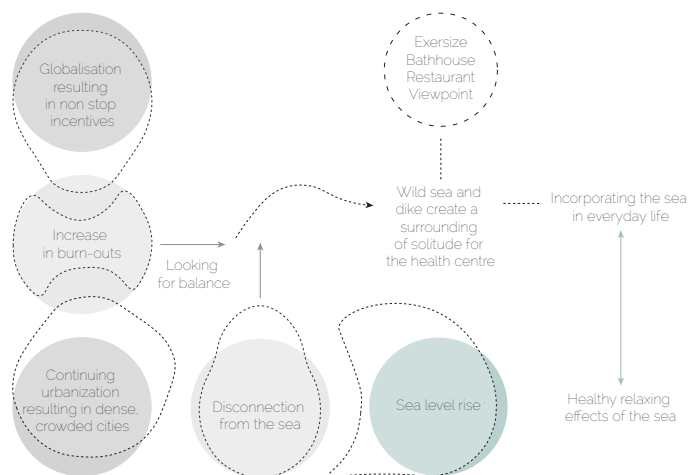 Globalisation
resulting
in non stop
incentives
Exersize
Bathhouse
Restaurant
Viewpoint
Increase
in burn-outs
Looking
for balance
Wild sea and
dike create a
surrounding
of solitude for
the health centre
Incorporating the sea
in everyday life
Continuing
urbanization
resulting in dense,
crowded cities
Disconnection
from the sea
Sea level rise
Healthy relaxing
effects of the sea